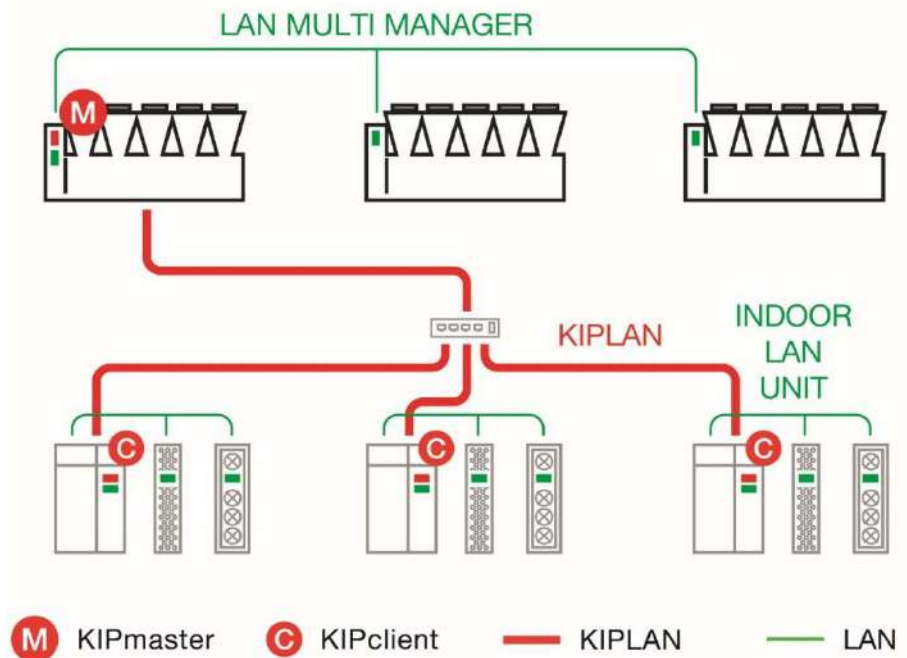 LAN MULTI MANAGER
M
KIPLAN
INDOOR
LAN
UNIT
C
C
C
M KIPmaster C KIPclient KIPLAN LAN